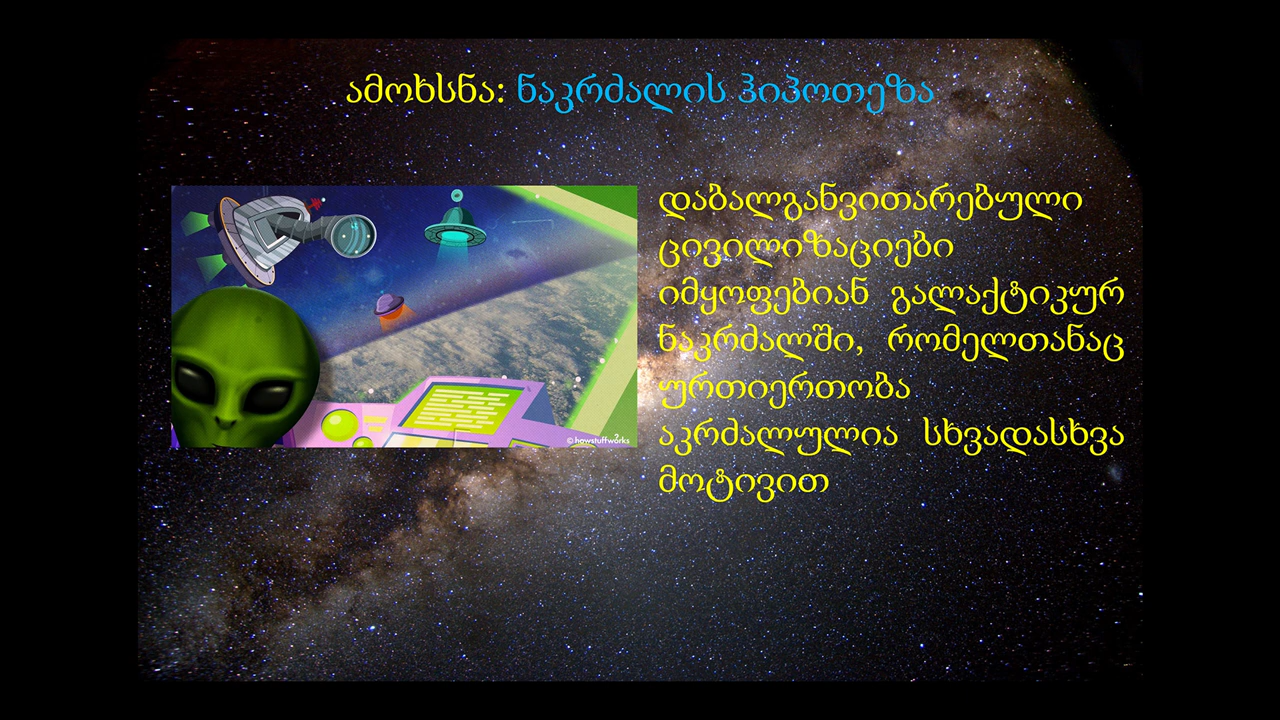 ამოხსნა: ნაკრძალის ჰიპოთეზა
დაბალგანვითარებული
ცივილიზაციები
იმყოფებიან გალაქტიკურ
ნაკრძალში, რომელთანაც
ურთიერთობა
აკრძალულია სხვადასხვა
მოტივით
© howstuffworks